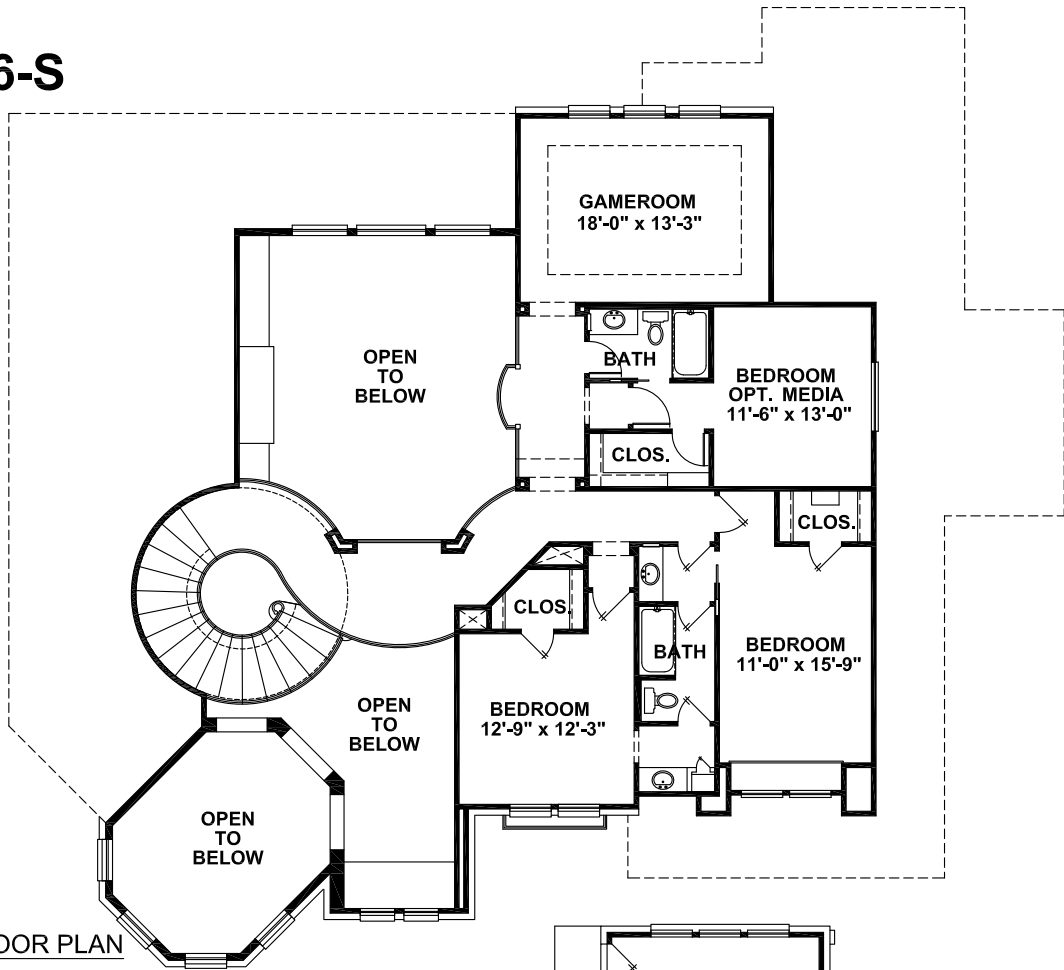 6-S
GAMEROOM
18'-0" x 13'-3"
OPEN
TO
BELOW
BATH
BEDROOM
OPT. MEDIA
11'-6" x 13'-0"
CLOS.
CLOS.
CLOS.
BATH
BEDROOM
11'-0" x 15'-9"
BEDROOM
12'-9" x 12'-3"
OPEN
TO
BELOW
OPEN
TO
BELOW
OOR PLAN